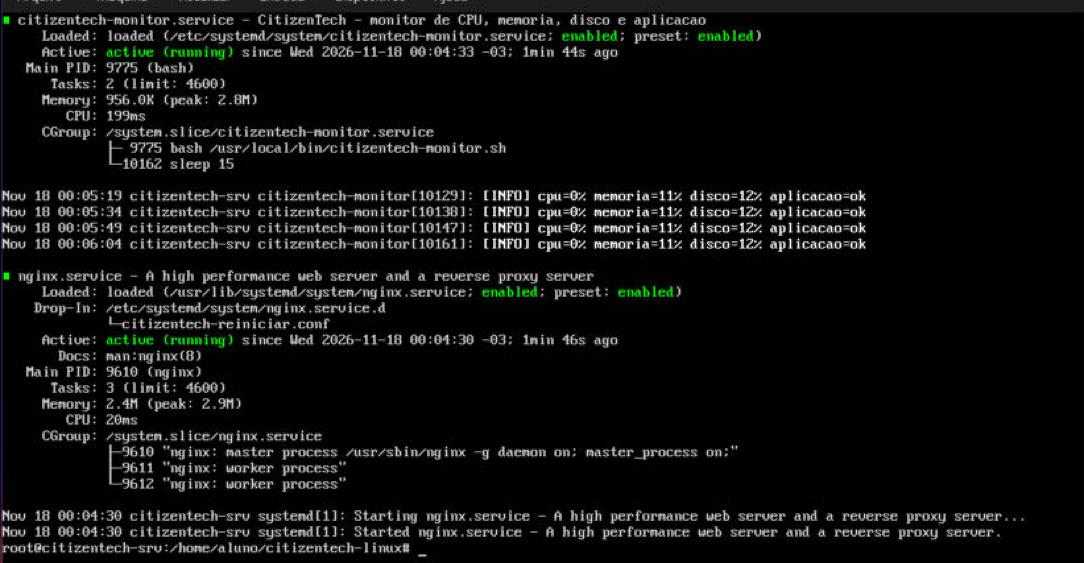 citizentech-monitor.service - CitizenTech - monitor de CPU, memoria, disco e aplicacao
Loaded: loaded (/etc/systemd/system/citizentech-monitor.service; enabled; preset: enabled)
Active: active (running) since Wed 2026-11-18 00:04:33 -03; 1min 44s ago
Main PID: 9775 (bash)
Tasks: 2 (limit: 4600)
Memory: 956.0K (peak: 2.8M)
CPU: 199ms
CGroup: /system.slice/citizentech-monitor.service
├─ 9775 bash /usr/local/bin/citizentech-monitor.sh
└─10162 sleep 15
Nov 18 00:05:19 citizentech-srv citizentech-monitor[10129]: [INFO] cpu=0% memoria=11% disco=12% aplicacao=ok
Nov 18 00:05:34 citizentech-srv citizentech-monitor[10138]: [INFO] cpu=0% memoria=11% disco=12% aplicacao=ok
Nov 18 00:05:49 citizentech-srv citizentech-monitor[10147]: [INFO] cpu=0% memoria=11% disco=12% aplicacao=ok
Nov 18 00:06:04 citizentech-srv citizentech-monitor[10161]: [INFO] cpu=0% memoria=11% disco=12% aplicacao=ok
nginx.service - A high performance web server and a reverse proxy server
Loaded: loaded (/usr/lib/systemd/system/nginx.service; enabled; preset: enabled)
Drop-In: /etc/systemd/system/nginx.service.d
└─citizentech-reiniciar.conf
Active: active (running) since Wed 2026-11-18 00:04:30 -03; 1min 46s ago
Docs: man:nginx(8)
Main PID: 9610 (nginx)
Tasks: 3 (limit: 4600)
Memory: 2.4M (peak: 2.9M)
CPU: 20ms
CGroup: /system.slice/nginx.service
├─9610 "nginx: master process /usr/sbin/nginx -g daemon on; master_process on;"
├─9611 "nginx: worker process"
└─9612 "nginx: worker process"
Nov 18 00:04:30 citizentech-srv systemd[1]: Starting nginx.service - A high performance web server and a reverse proxy server...
Nov 18 00:04:30 citizentech-srv systemd[1]: Started nginx.service - A high performance web server and a reverse proxy server.
root@citizentech-srv:/home/aluno/citizentech-linux# _